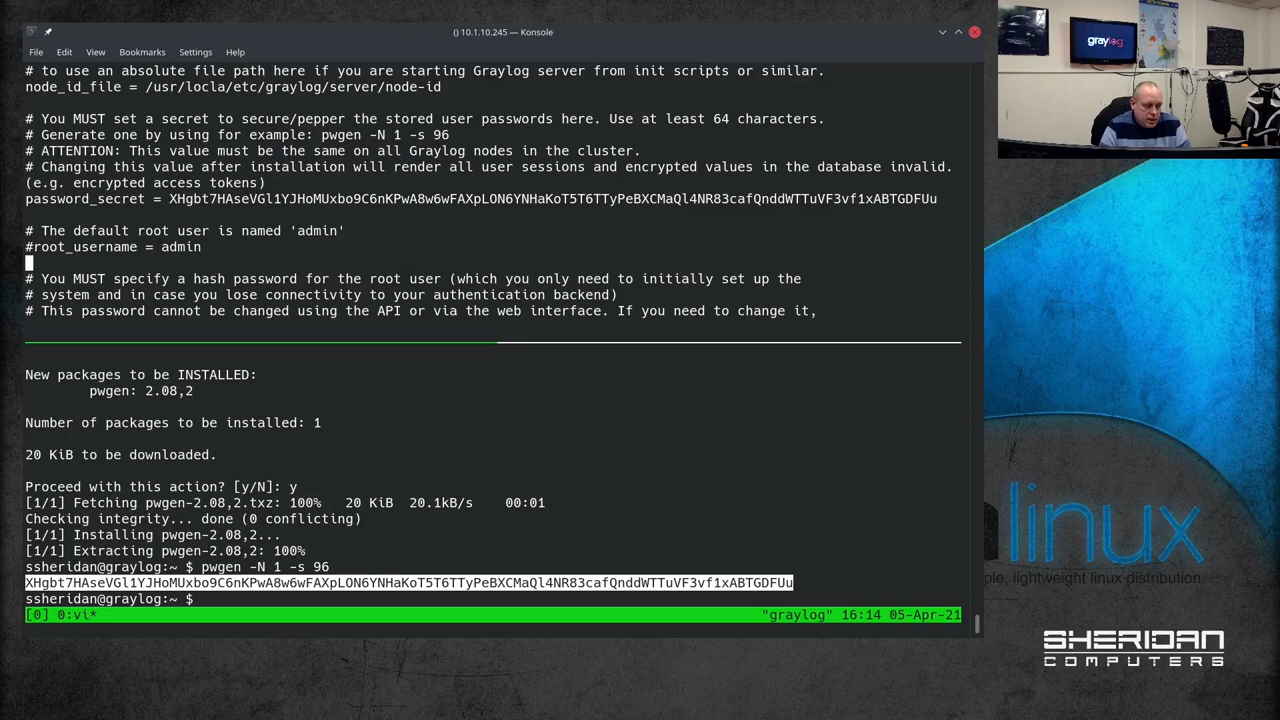 () 10.1.10.245 — Konsole
File Edit View Bookmarks Settings Help
# to use an absolute file path here if you are starting Graylog server from init scripts or similar.
node_id_file = /usr/locla/etc/graylog/server/node-id
# You MUST set a secret to secure/pepper the stored user passwords here. Use at least 64 characters.
# Generate one by using for example: pwgen -N 1 -s 96
# ATTENTION: This value must be the same on all Graylog nodes in the cluster.
# Changing this value after installation will render all user sessions and encrypted values in the database invalid.
(e.g. encrypted access tokens)
password_secret = XHgbt7HAseVGl1YJHoMUxbo9C6nKPwA8w6wFAXpLON6YNHaKoT5T6TTyPeBXCMaQl4NR83cafQnddWTTuVF3vf1xABTGDFUu
# The default root user is named 'admin'
#root_username = admin
# You MUST specify a hash password for the root user (which you only need to initially set up the
# system and in case you lose connectivity to your authentication backend)
# This password cannot be changed using the API or via the web interface. If you need to change it,
New packages to be INSTALLED:
pwgen: 2.08,2
Number of packages to be installed: 1
20 KiB to be downloaded.
Proceed with this action? [y/N]: y
[1/1] Fetching pwgen-2.08,2.txz: 100% 20 KiB 20.1kB/s 00:01
Checking integrity... done (0 conflicting)
[1/1] Installing pwgen-2.08,2...
[1/1] Extracting pwgen-2.08,2: 100%
ssheridan@graylog:~ $ pwgen -N 1 -s 96
XHgbt7HAseVGl1YJHoMUxbo9C6nKPwA8w6wFAXpLON6YNHaKoT5T6TTyPeBXCMaQl4NR83cafQnddWTTuVF3vf1xABTGDFUu
ssheridan@graylog:~ $
[0] 0:vi* "graylog" 16:14 05-Apr-21
graylog
linux
ple, lightweight linux distribution.
SHERIDAN
COMPUTERS